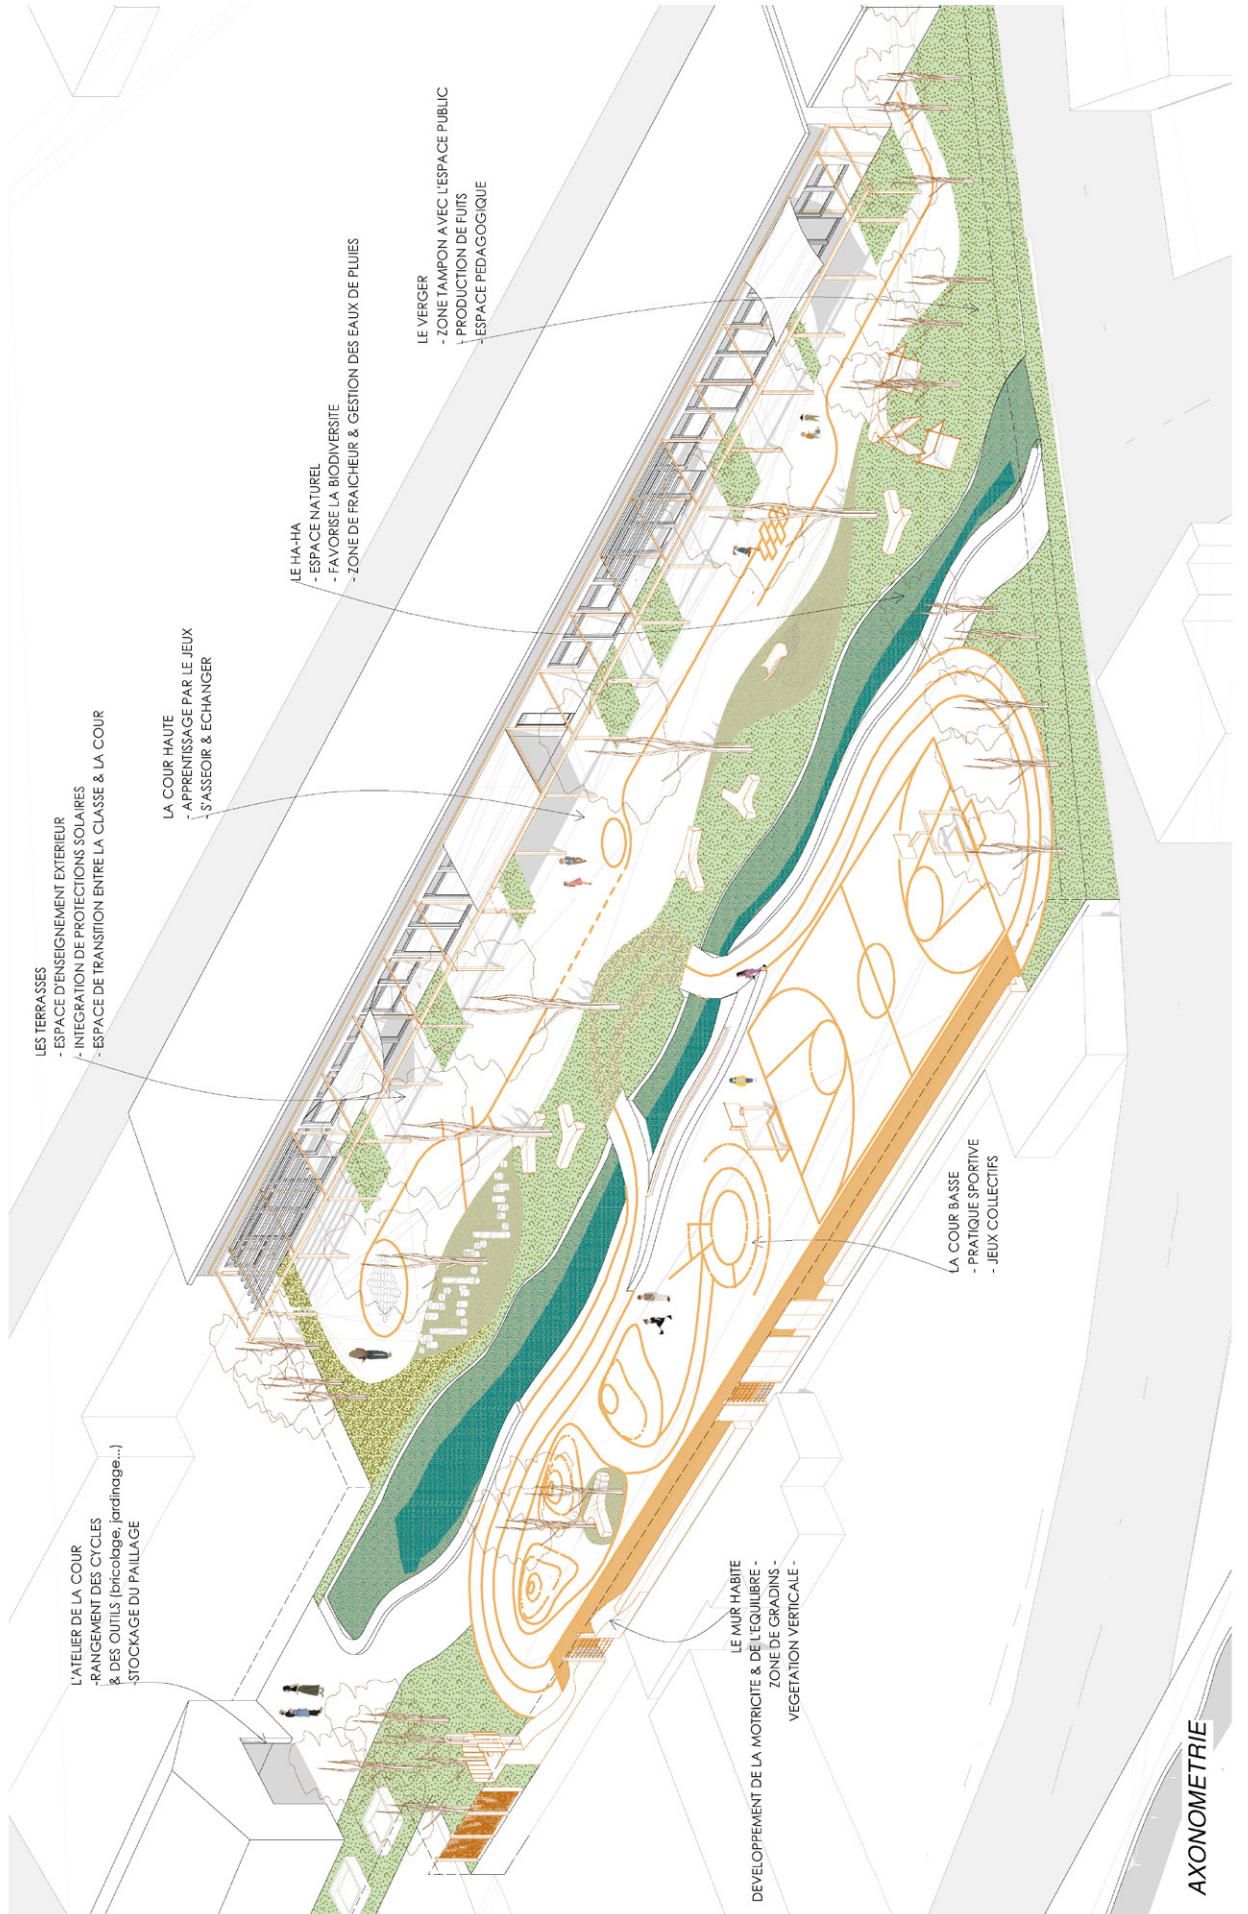 L'ATELIER DE LA COUR
-RANGEMENT DES CYCLES
& DES OUTILS (bricolage, jardinage...)
-STOCKAGE DU PAILLAGE
LES TERRASSES
- ESPACE D'ENSEIGNEMENT EXTERIEUR
- INTEGRATION DE PROTECTIONS SOLAIRES
- ESPACE DE TRANSITION ENTRE LA CLASSE & LA COUR
LA COUR HAUTE
- APPRENTISSAGE PAR LE JEUX
- S'ASSEOIR & ECHANGER
LE HA-HA
- ESPACE NATUREL
- FAVORISE LA BIODIVERSITE
- ZONE DE FRAICHEUR & GESTION DES EAUX DE PLUIES
LE VERGER
- ZONE TAMPON AVEC L'ESPACE PUBLIC
- PRODUCTION DE FUITS
- ESPACE PEDAGOGIQUE
LE MUR HABITE
DEVELOPPEMENT DE LA MOTRICITE & DE L'EQUILIBRE -
ZONE DE GRADINS -
VEGETATION VERTICALE -
LA COUR BASSE
- PRATIQUE SPORTIVE
- JEUX COLLECTIFS
AXONOMETRIE